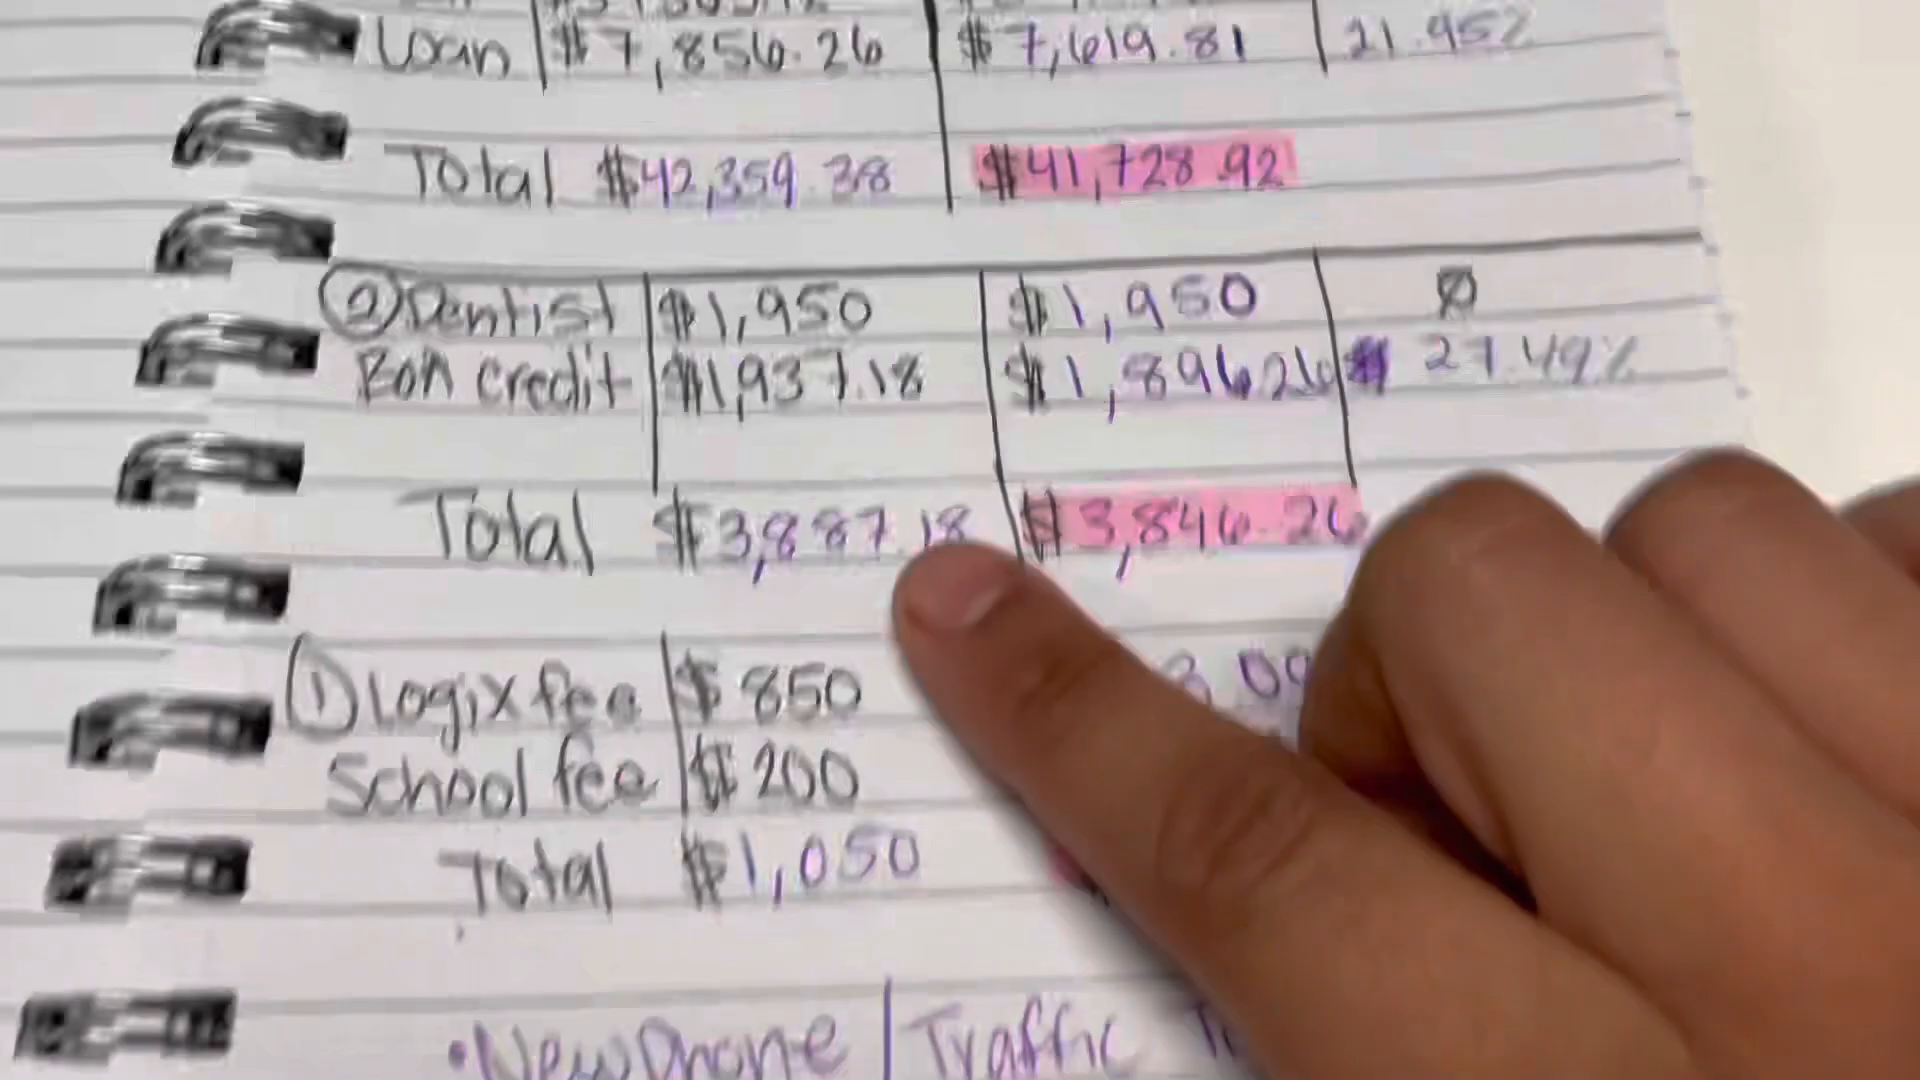 Loan $7,856.26 $7,619.81 21.95%
Total $42,359.38 $41,728.92
② Dentist $1,950 $1,950 Ø
BoA credit $1,937.18 $1,896.26 27.49%
Total $3,887.18 $3,846.26
① Logix fee $850
School fee $200
Total $1,050
• New Phone Traffic